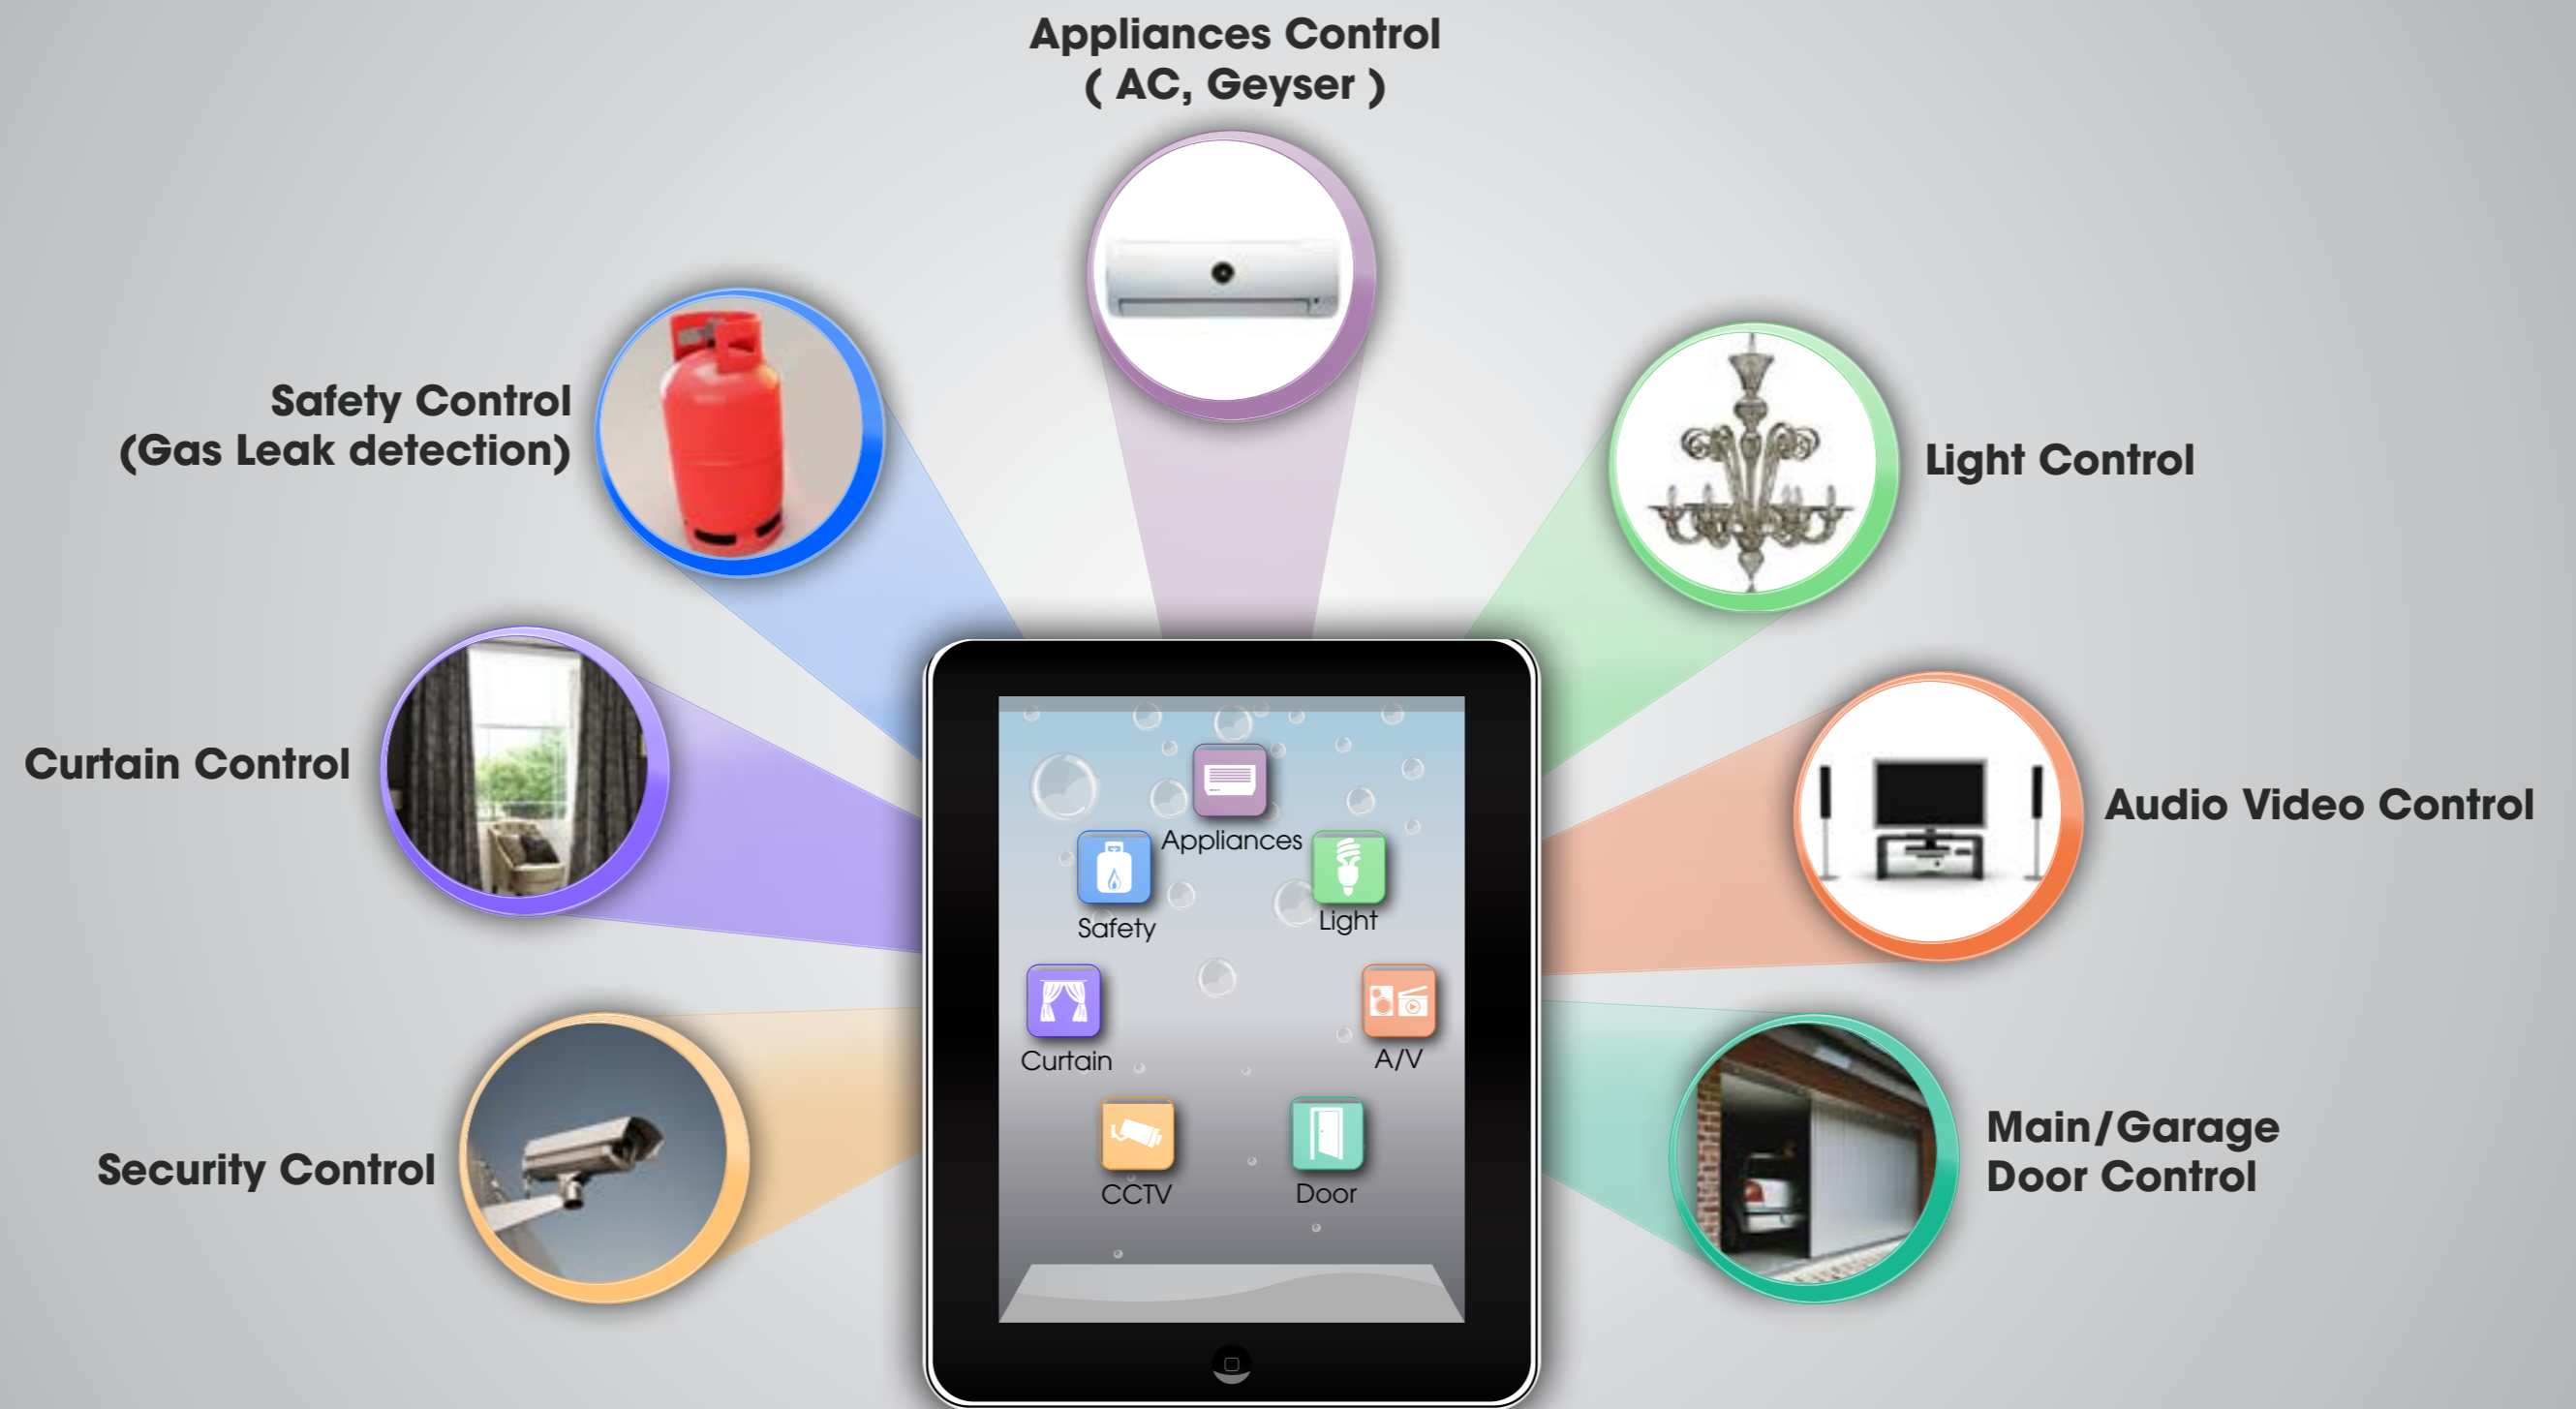 Appliances Control
( AC, Geyser )
Safety Control
(Gas Leak detection)
Light Control
Curtain Control
Audio Video Control
Security Control
Main/Garage
Door Control
Appliances
Safety
Light
Curtain
A/V
CCTV
Door